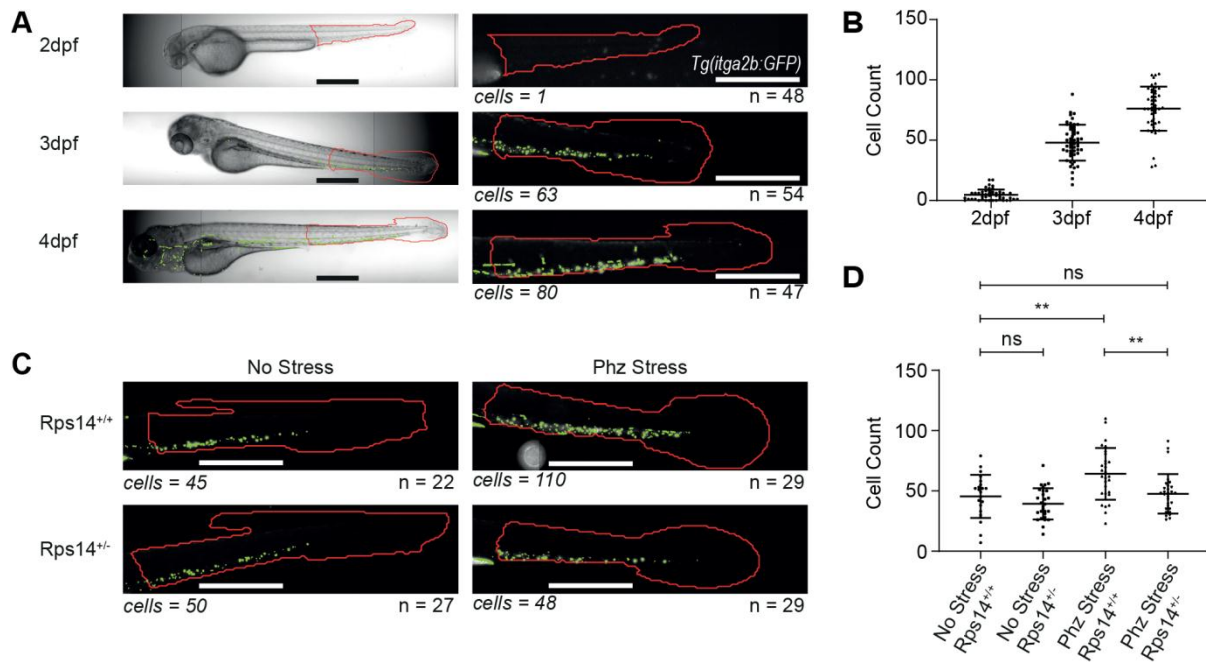 A
2dpf
Tg(itga2b:GFP)
cells = 1
n = 48
3dpf
cells = 63
n = 54
4dpf
cells = 80
n = 47
B
Cell Count
150
100
50
0
2dpf
3dpf
4dpf
C
No Stress
Phz Stress
Rps14+/+
cells = 45
n = 22
cells = 110
n = 29
Rps14+/-
cells = 50
n = 27
cells = 48
n = 29
D
ns
**
ns
**
Cell Count
150
100
50
0
No Stress
Rps14+/+
No Stress
Rps14+/-
Phz Stress
Rps14+/+
Phz Stress
Rps14+/-